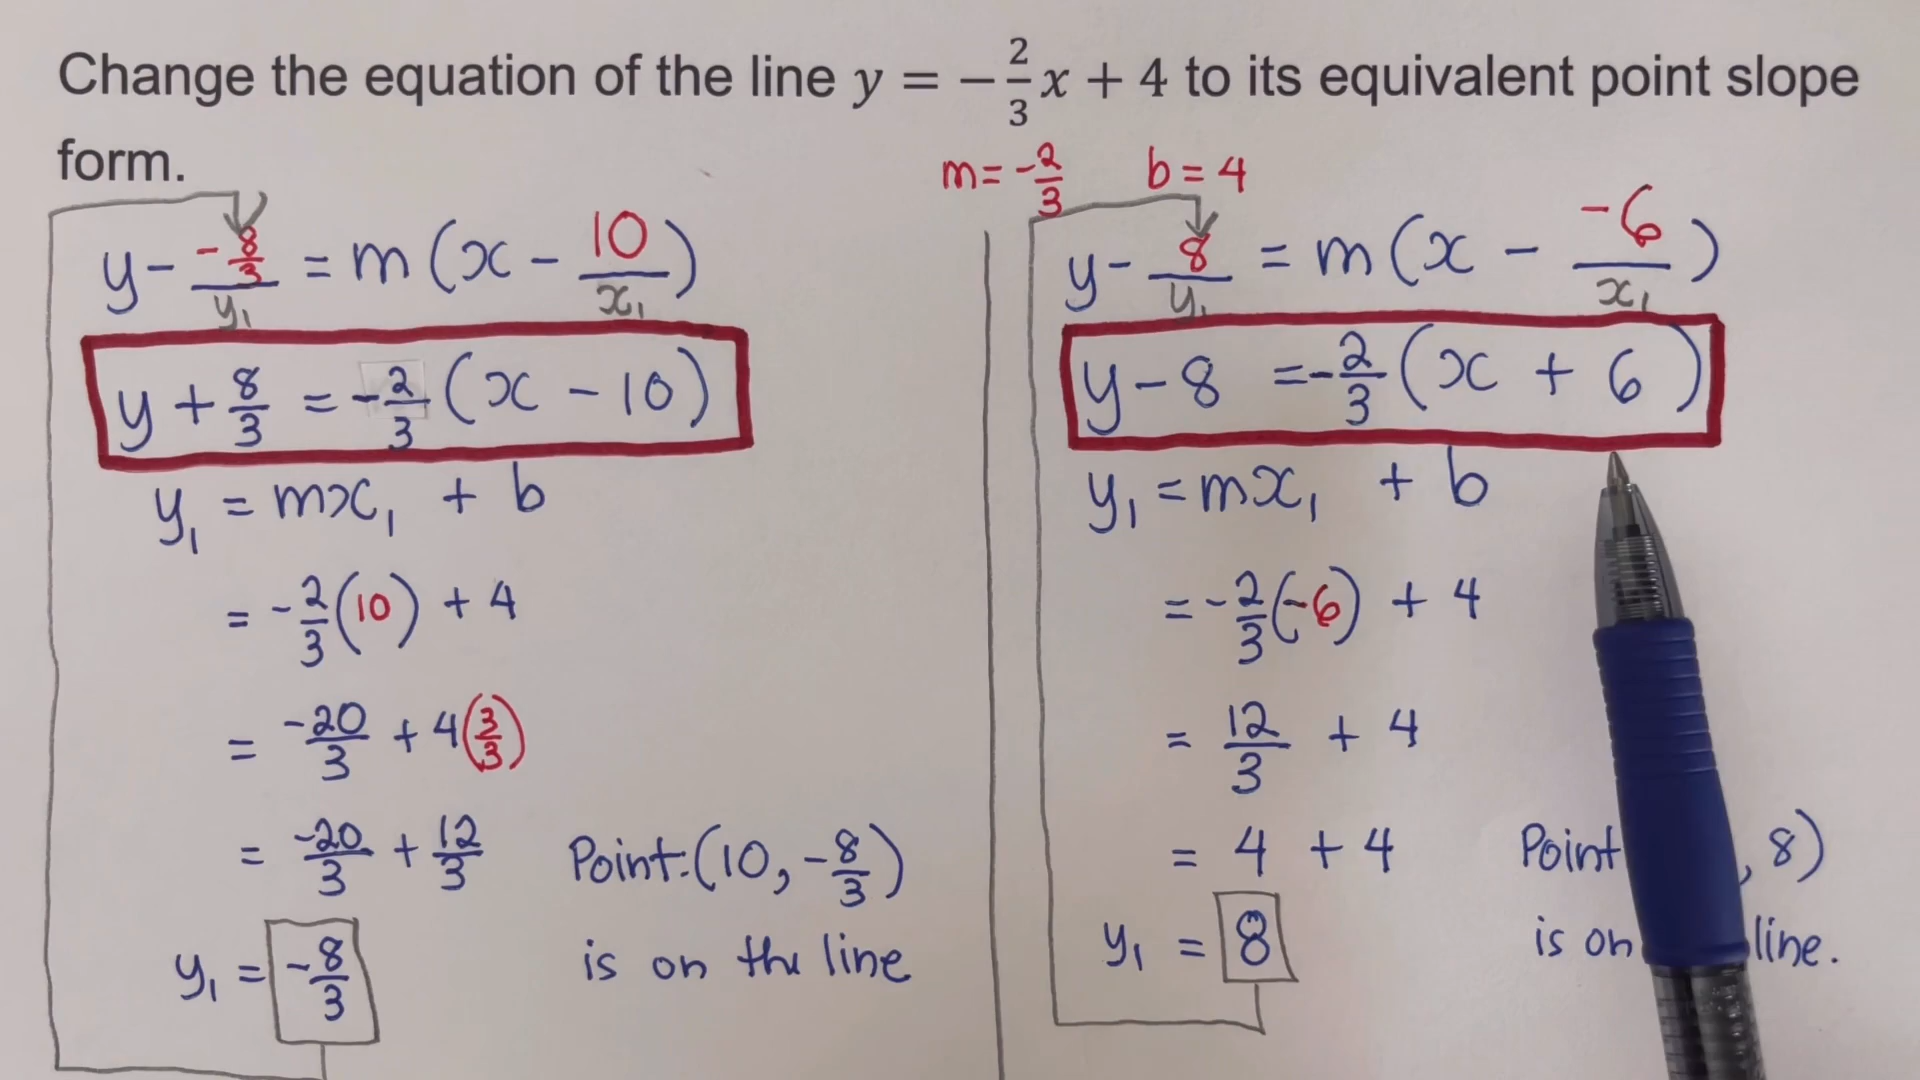 Change the equation of the line y = -2/3 x + 4 to its equivalent point slope
form.
m = -2/3 b = 4
y - -8/3 = m(x - 10)
y₁ x₁
y + 8/3 = -2/3 (x - 10)
y₁ = mx₁ + b
= -2/3 (10) + 4
= -20/3 + 4(3/3)
= -20/3 + 12/3
y₁ = -8/3
Point: (10, -8/3)
is on the line
y - 8 = m(x - -6)
y₁ x₁
y - 8 = -2/3 (x + 6)
y₁ = mx₁ + b
= -2/3 (-6) + 4
= 12/3 + 4
= 4 + 4
y₁ = 8
Point , 8)
is on line.